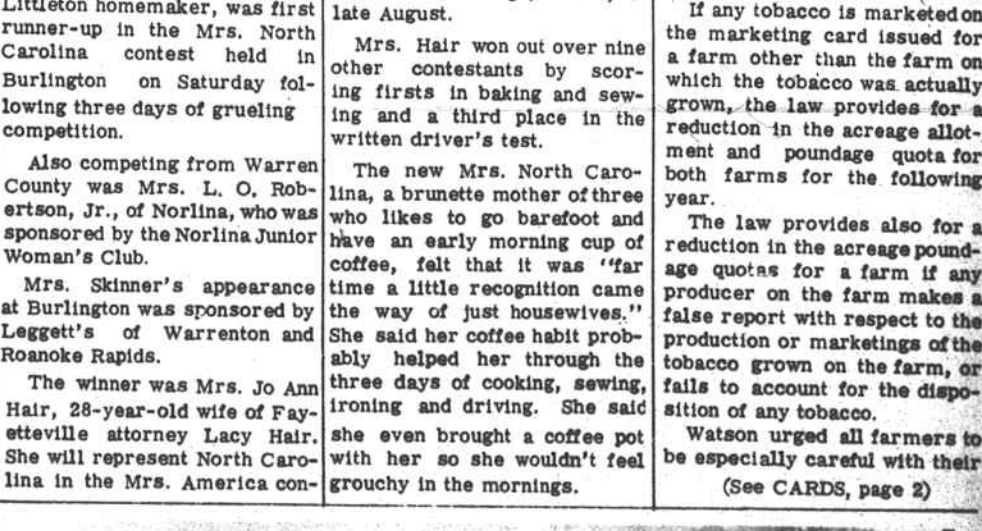 Littleton homemaker, was first
runner-up in the Mrs. North
Carolina contest held in
Burlington on Saturday fol-
lowing three days of grueling
competition.
Also competing from Warren
County was Mrs. L. O. Rob-
ertson, Jr., of Norlina, who was
sponsored by the Norlina Junior
Woman's Club.
Mrs. Skinner's appearance
at Burlington was sponsored by
Leggett's of Warrenton and
Roanoke Rapids.
The winner was Mrs. Jo Ann
Hair, 28-year-old wife of Fay-
etteville attorney Lacy Hair.
She will represent North Caro-
lina in the Mrs. America con-
late August.
Mrs. Hair won out over nine
other contestants by scor-
ing firsts in baking and sew-
ing and a third place in the
written driver's test.
The new Mrs. North Caro-
lina, a brunette mother of three
who likes to go barefoot and
have an early morning cup of
coffee, felt that it was "far
time a little recognition came
the way of just housewives."
She said her coffee habit prob-
ably helped her through the
three days of cooking, sewing,
ironing and driving. She said
she even brought a coffee pot
with her so she wouldn't feel
grouchy in the mornings.
If any tobacco is marketed on
the marketing card issued for
a farm other than the farm on
which the tobacco was actually
grown, the law provides for a
reduction in the acreage allot-
ment and poundage quota for
both farms for the following
year.
The law provides also for a
reduction in the acreage pound-
age quotas for a farm if any
producer on the farm makes a
false report with respect to the
production or marketings of the
tobacco grown on the farm, or
fails to account for the dispo-
sition of any tobacco.
Watson urged all farmers to
be especially careful with their
(See CARDS, page 2)